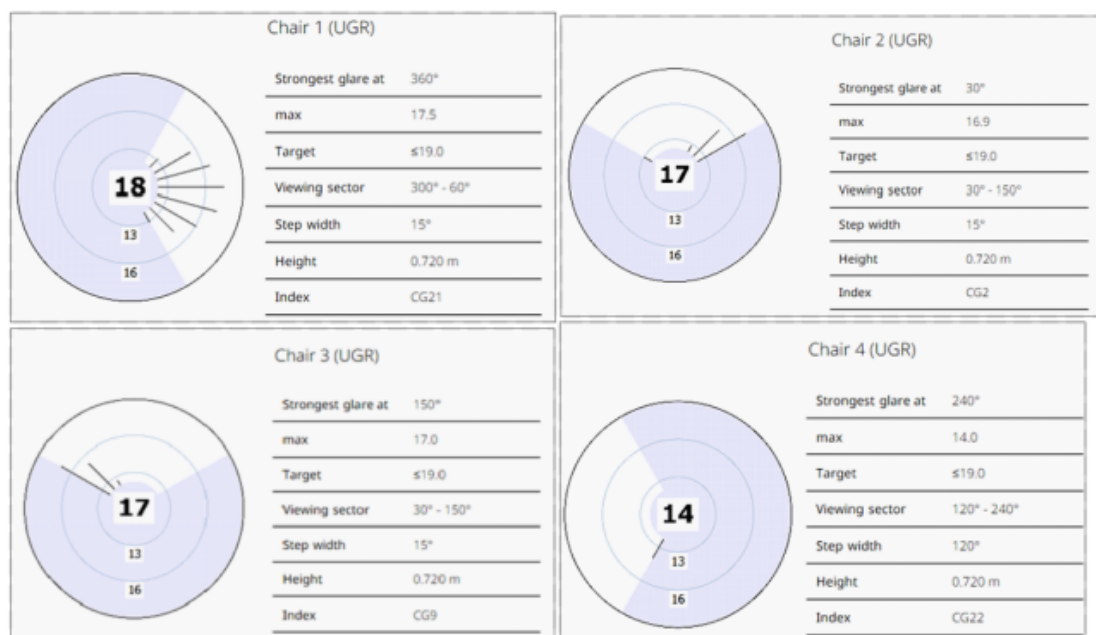 Chair 1 (UGR)
Strongest glare at 360°
max 17.5
Target ≤19.0
Viewing sector 300° - 60°
Step width 15°
Height 0.720 m
Index CG21
18
13
16
Chair 2 (UGR)
Strongest glare at 30°
max 16.9
Target ≤19.0
Viewing sector 30° - 150°
Step width 15°
Height 0.720 m
Index CG2
17
13
16
Chair 3 (UGR)
Strongest glare at 150°
max 17.0
Target ≤19.0
Viewing sector 30° - 150°
Step width 15°
Height 0.720 m
Index CG9
17
13
16
Chair 4 (UGR)
Strongest glare at 240°
max 14.0
Target ≤19.0
Viewing sector 120° - 240°
Step width 120°
Height 0.720 m
Index CG22
14
13
16